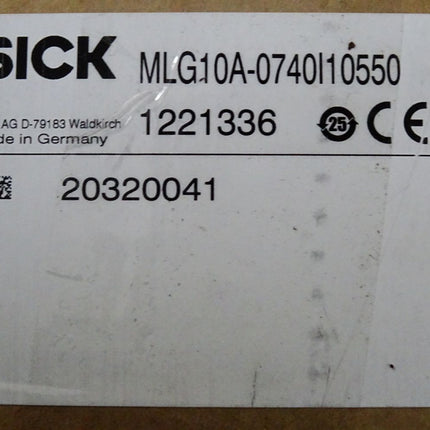 SICK MLG10A-0740I10550
AG D-79183 Waldkirch 1221336 25 CE
de in Germany
20320041